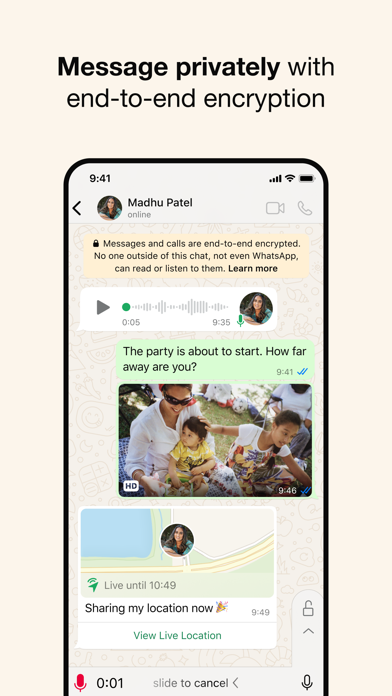 Message privately with
end-to-end encryption
9:41
Madhu Patel
online
Messages and calls are end-to-end encrypted.
No one outside of this chat, not even WhatsApp,
can read or listen to them. Learn more
0:05 9:35
The party is about to start. How far
away are you?
9:41
HD
9:46
Live until 10:49
Sharing my location now 🎉
9:49
View Live Location
0:01 slide to cancel <